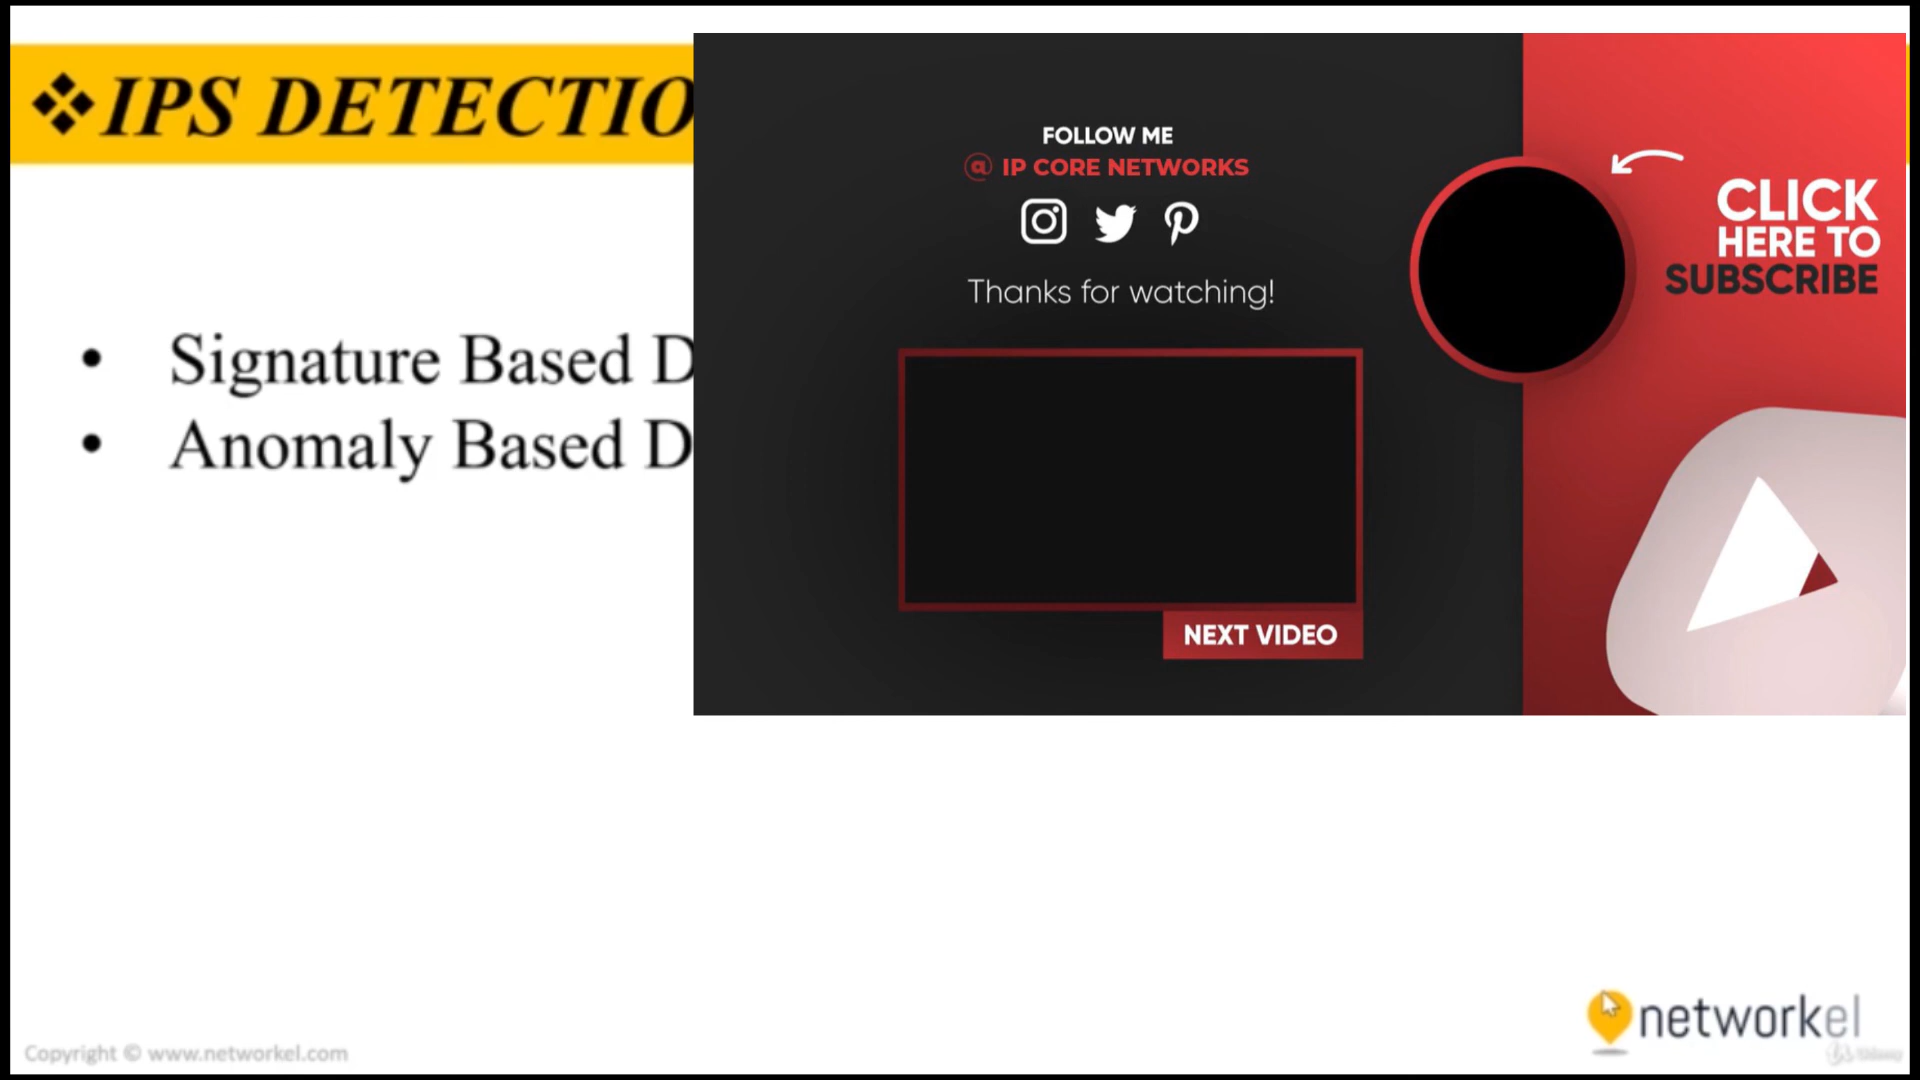 ❖IPS DETECTIO
• Signature Based D
• Anomaly Based D
FOLLOW ME
@ IP CORE NETWORKS
Thanks for watching!
NEXT VIDEO
CLICK
HERE TO
SUBSCRIBE
networkel
Copyright © www.networkel.com
Udemy